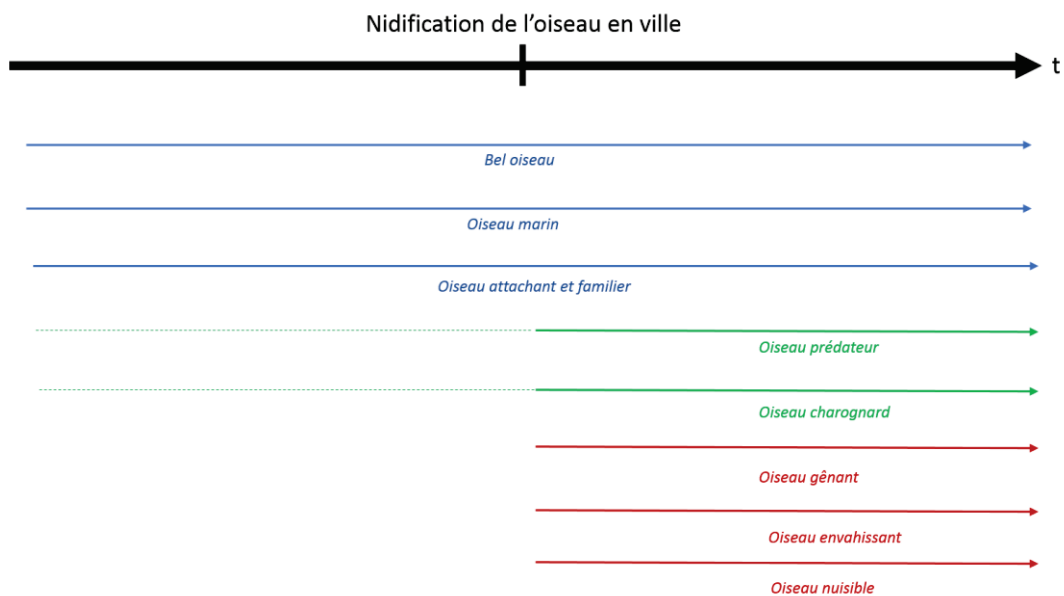 Nidification de l’oiseau en ville
t
Bel oiseau
Oiseau marin
Oiseau attachant et familier
Oiseau prédateur
Oiseau charognard
Oiseau gênant
Oiseau envahissant
Oiseau nuisible